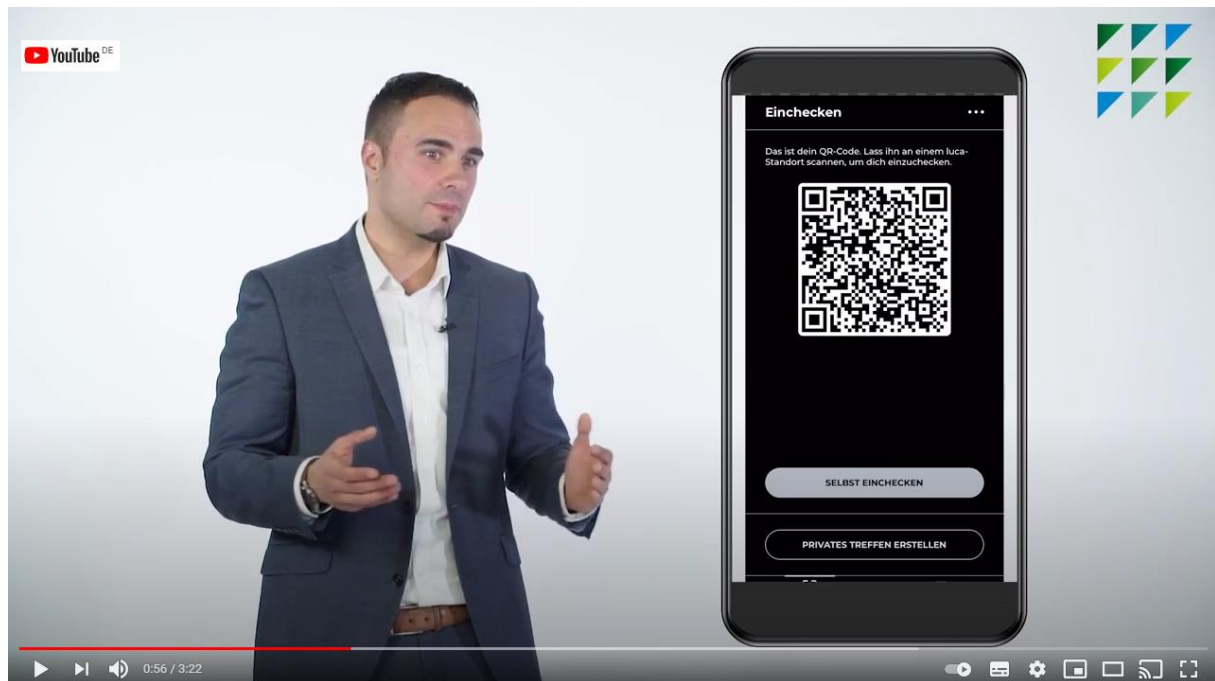 YouTube DE
Einchecken
Das ist dein QR-Code. Lass ihn an einem luca-
Standort scannen, um dich einzuchecken.
SELBST EINCHECKEN
PRIVATES TREFFEN ERSTELLEN
0:56 / 3:22